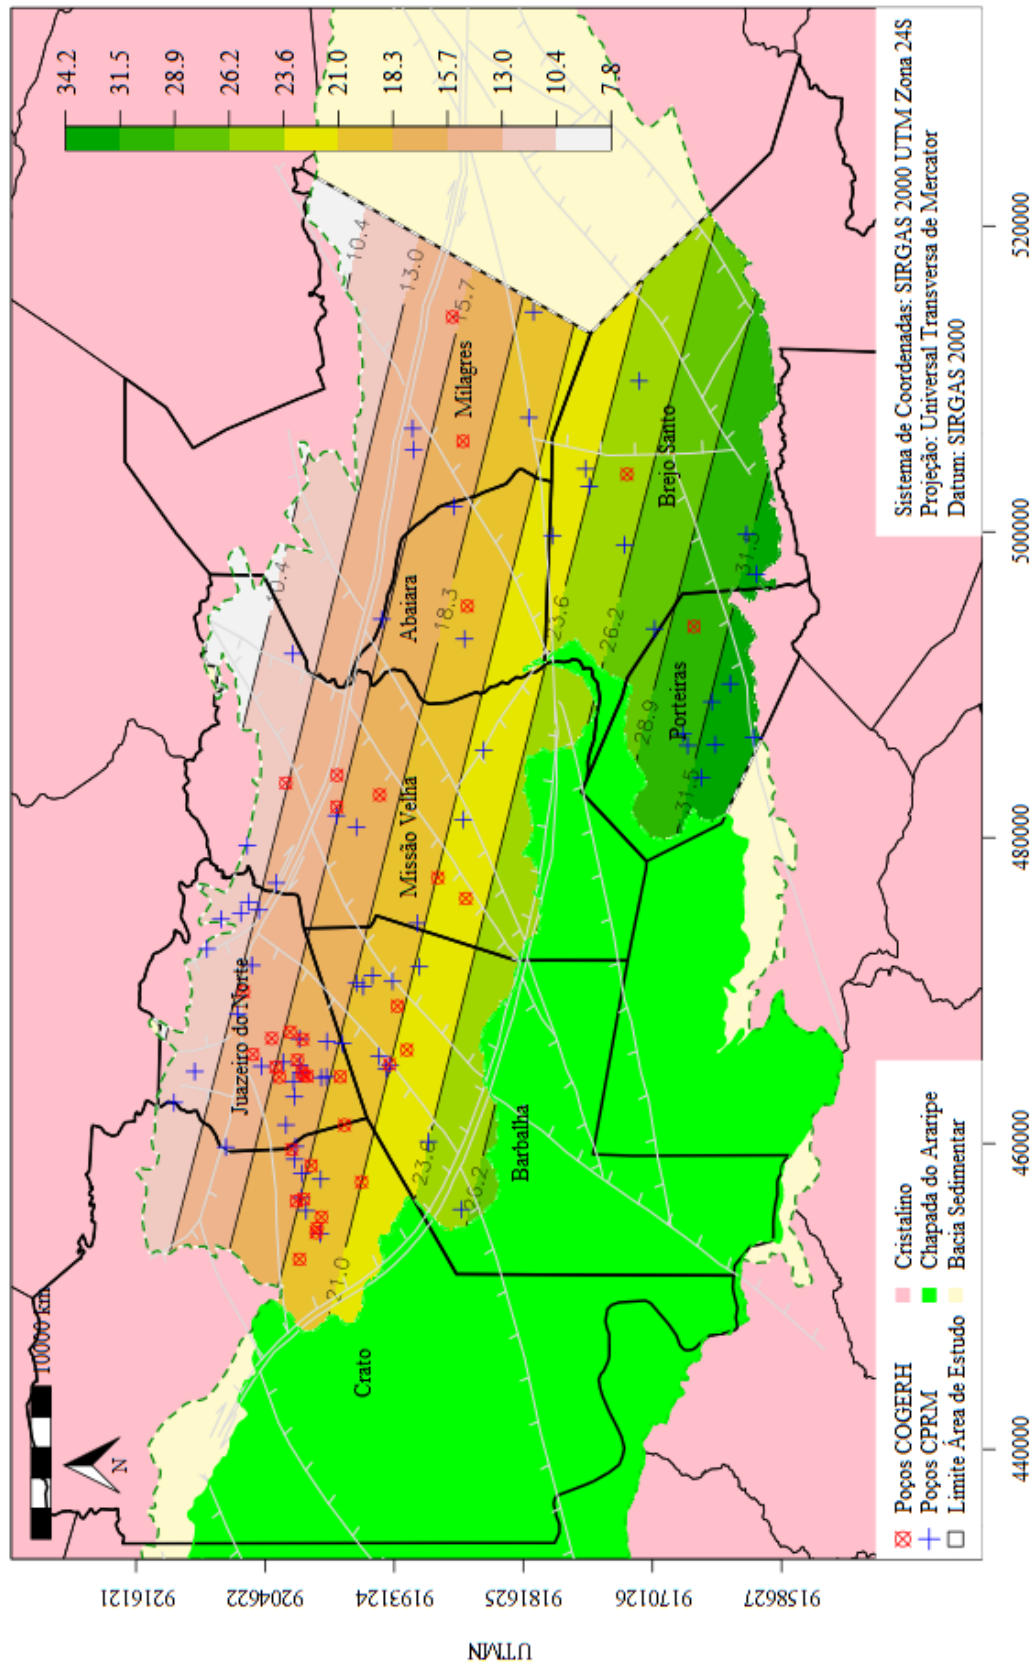 10000 km
N
34.2
31.5
28.9
26.2
23.6
21.0
18.3
15.7
13.0
10.4
7.8
10.4
13.0
15.7
10.4
18.3
23.6
26.2
28.9
31.5
31.5
21.0
23.6
26.2
Juazeiro do Norte
Milagres
Abaiara
Missão Velha
Brejo Santo
Porteiras
Barbalha
Crato
UTMN
9216121
9204622
9193124
9181625
9170126
9158627
440000
460000
480000
500000
520000
Poços COGERH
Poços CPRM
Limite Área de Estudo
Cristalino
Chapada do Araripe
Bacia Sedimentar
Sistema de Coordenadas: SIRGAS 2000 UTM Zona 24S
Projeção: Universal Transversa de Mercator
Datum: SIRGAS 2000